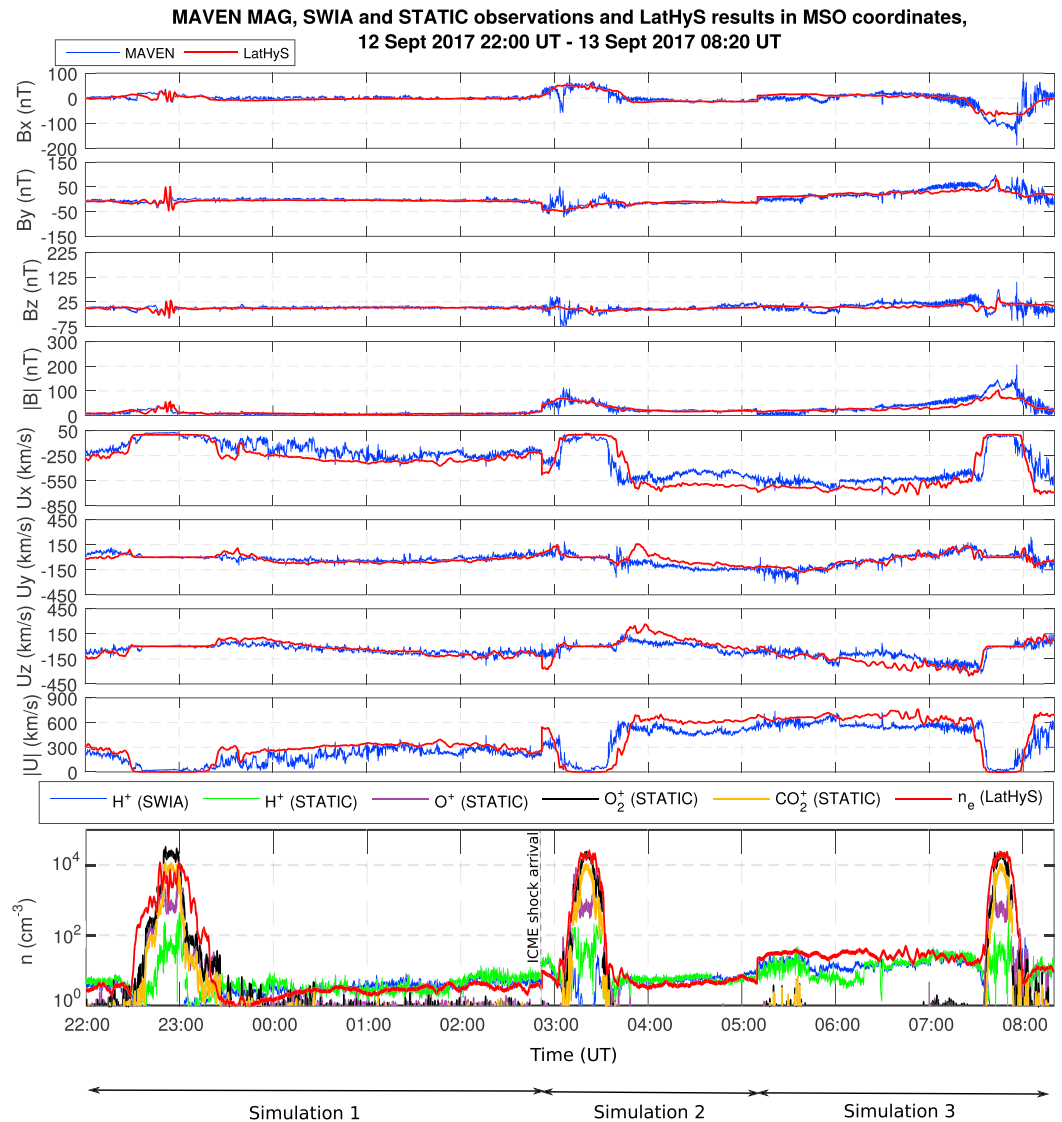 MAVEN MAG, SWIA and STATIC observations and LatHyS results in MSO coordinates,
12 Sept 2017 22:00 UT - 13 Sept 2017 08:20 UT
MAVEN LatHyS
Bx (nT)
100
0
-100
-200
By (nT)
150
50
-50
-150
Bz (nT)
225
125
25
-75
|B| (nT)
300
200
100
0
Ux (km/s)
50
-250
-550
-850
Uy (km/s)
450
150
-150
-450
Uz (km/s)
450
150
-150
-450
|U| (km/s)
900
600
300
0
H⁺ (SWIA) H⁺ (STATIC) O⁺ (STATIC) O₂⁺ (STATIC) CO₂⁺ (STATIC) nₑ (LatHyS)
n (cm⁻³)
10⁴
10²
10⁰
ICME shock arrival
22:00 23:00 00:00 01:00 02:00 03:00 04:00 05:00 06:00 07:00 08:00
Time (UT)
Simulation 1 Simulation 2 Simulation 3